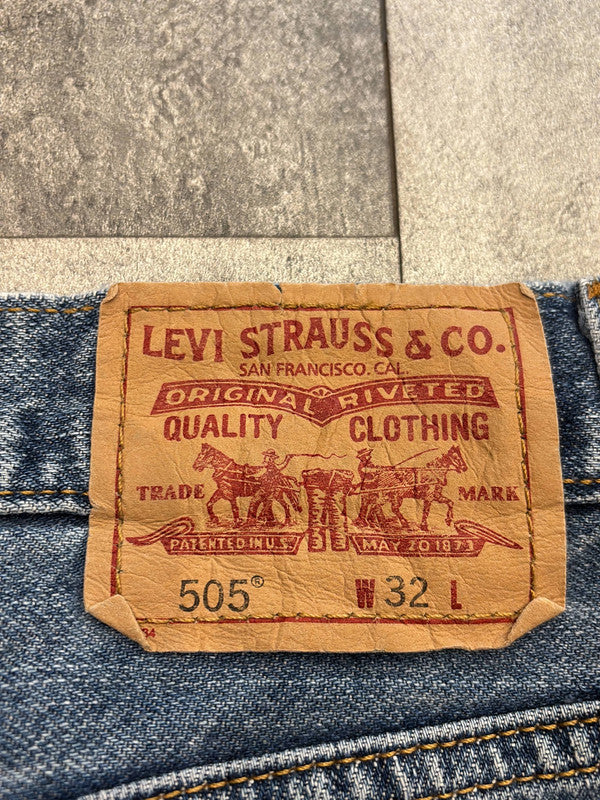 LEVI STRAUSS & CO.
SAN FRANCISCO. CAL.
ORIGINAL RIVETED
QUALITY CLOTHING
TRADE MARK
PATENTED IN U.S. MAY 20 1873
505® W 32 L